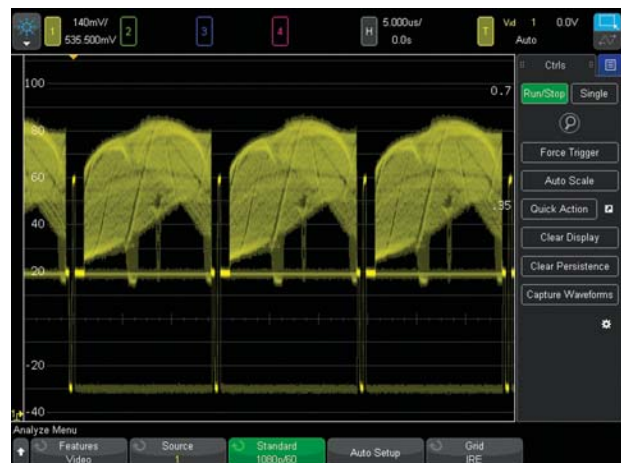 1 140mV/ 535.500mV 2 3 4 H 5.000us/ 0.0s T Vid 1 0.0V Auto
Ctrls
100
0.7
Run/Stop Single
80
Force Trigger
60
Auto Scale
.35
Quick Action
40
Clear Display
20
Clear Persistence
Capture Waveforms
-20
-40
Analyze Menu
Features Video
Source 1
Standard 1080p/60
Auto Setup
Grid IRE